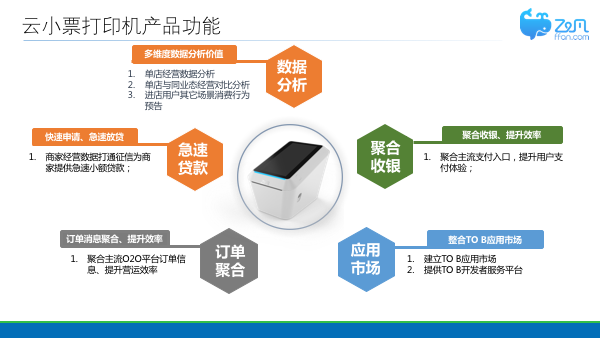 云小票打印机产品功能
ffan.com
多维度数据分析价值
数据
分析
1. 单店经营数据分析
2. 单店与同业态经营对比分析
3. 进店用户其它场景消费行为
预告
快速申请、急速放贷
急速
贷款
1. 商家经营数据打通征信为商
家提供急速小额贷款；
聚合收银、提升效率
聚合
收银
1. 聚合主流支付入口，提升用户支
付体验；
订单消息聚合、提升效率
订单
聚合
1. 聚合主流O2O平台订单信
息、提升营运效率
整合TO B应用市场
应用
市场
1. 建立TO B应用市场
2. 提供TO B开发者服务平台